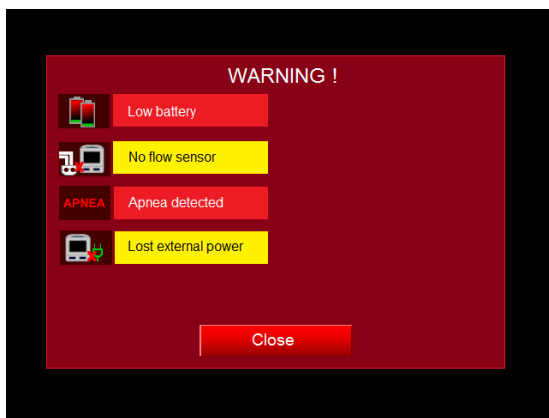 WARNING !
Low battery
No flow sensor
APNEA Apnea detected
Lost external power
Close